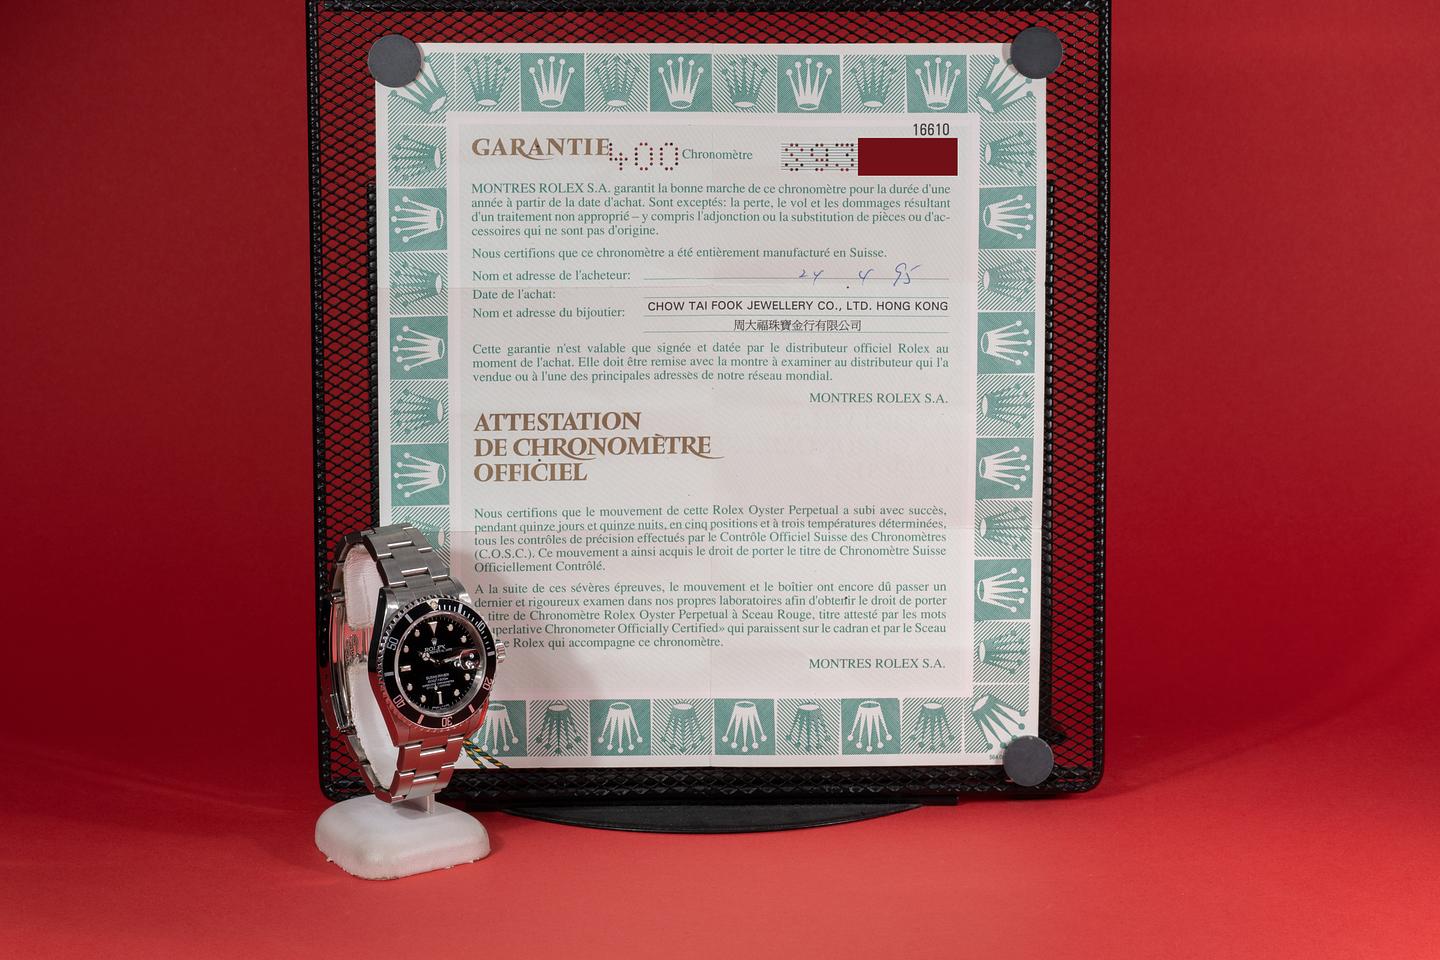 16610
GARANTIE 400 Chronomètre S93
MONTRES ROLEX S.A. garantit la bonne marche de ce chronomètre pour la durée d'une
année à partir de la date d'achat. Sont exceptés: la perte, le vol et les dommages résultant
d'un traitement non approprié – y compris l'adjonction ou la substitution de pièces ou d'ac-
cessoires qui ne sont pas d'origine.
Nous certifions que ce chronomètre a été entièrement manufacturé en Suisse.
Nom et adresse de l'acheteur: 24 . 4 95
Date de l'achat:
Nom et adresse du bijoutier: CHOW TAI FOOK JEWELLERY CO., LTD. HONG KONG
周大福珠寶金行有限公司
Cette garantie n'est valable que signée et datée par le distributeur officiel Rolex au
moment de l'achat. Elle doit être remise avec la montre à examiner au distributeur qui l'a
vendue ou à l'une des principales adresses de notre réseau mondial.
MONTRES ROLEX S.A.
ATTESTATION
DE CHRONOMÈTRE
OFFICIEL
Nous certifions que le mouvement de cette Rolex Oyster Perpetual a subi avec succès,
pendant quinze jours et quinze nuits, en cinq positions et à trois températures déterminées,
tous les contrôles de précision effectués par le Contrôle Officiel Suisse des Chronomètres
(C.O.S.C.). Ce mouvement a ainsi acquis le droit de porter le titre de Chronomètre Suisse
Officiellement Contrôlé.
A la suite de ces sévères épreuves, le mouvement et le boîtier ont encore dû passer un
dernier et rigoureux examen dans nos propres laboratoires afin d'obtenir le droit de porter
titre de Chronomètre Rolex Oyster Perpetual à Sceau Rouge, titre attesté par les mots
uperlative Chronometer Officially Certified» qui paraissent sur le cadran et par le Sceau
e Rolex qui accompagne ce chronomètre.
MONTRES ROLEX S.A.
ROLEX
50
40
30
20